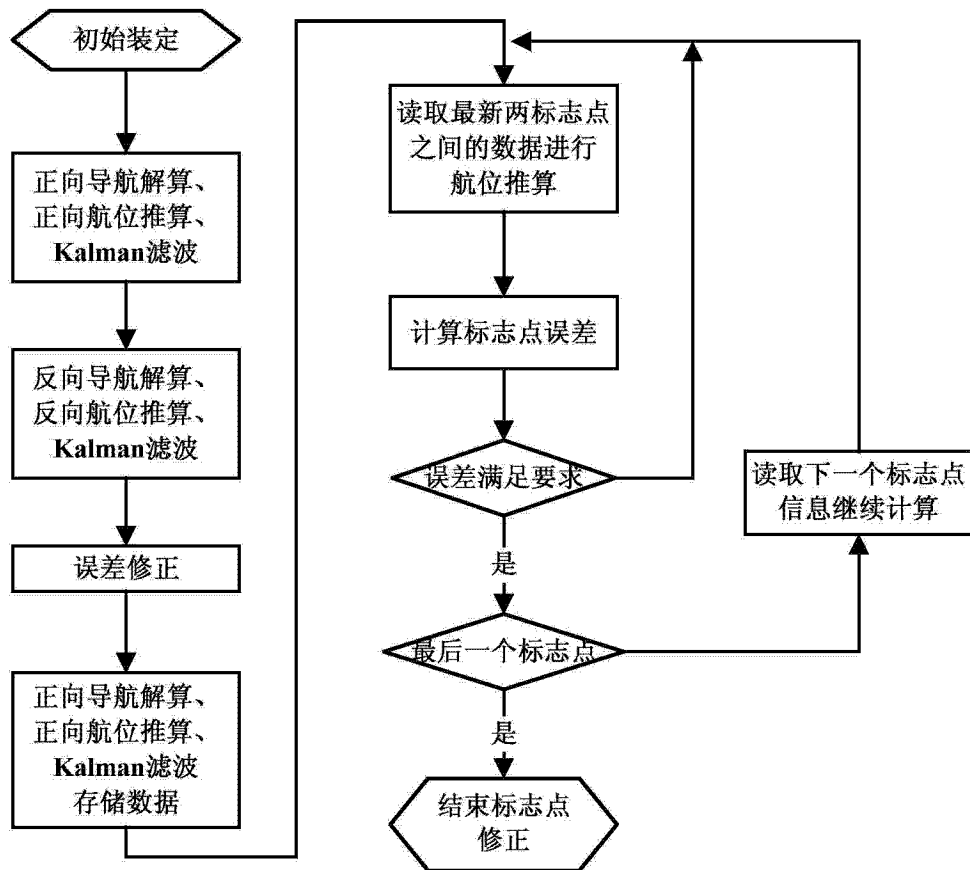 初始装定
正向导航解算、
正向航位推算、
Kalman滤波
反向导航解算、
反向航位推算、
Kalman滤波
误差修正
正向导航解算、
正向航位推算、
Kalman滤波
存储数据
读取最新两标志点
之间的数据进行
航位推算
计算标志点误差
误差满足要求
是
最后一个标志点
是
结束标志点
修正
读取下一个标志点
信息继续计算